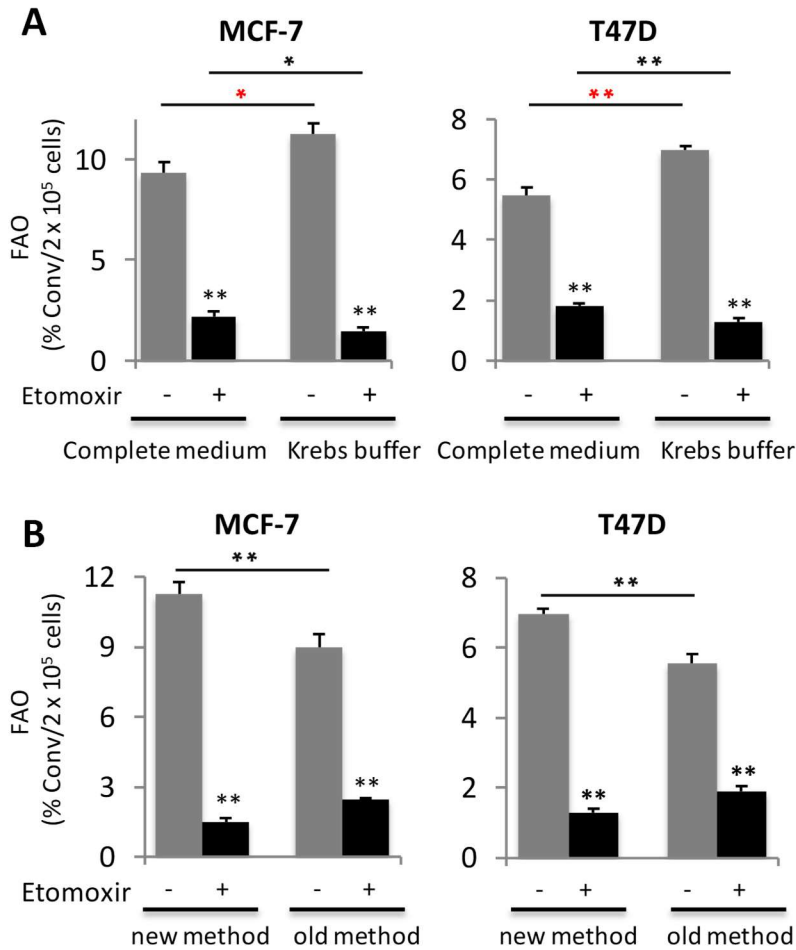 A
MCF-7
T47D
*
**
*
**
FAO
(% Conv/2 x 10⁵ cells)
10
5
0
8
6
4
2
0
**
**
**
**
Etomoxir - + - + - + - +
Complete medium Krebs buffer Complete medium Krebs buffer
B
MCF-7
T47D
**
**
FAO
(% Conv/2 x 10⁵ cells)
12
9
6
3
0
8
6
4
2
0
**
**
**
**
Etomoxir - + - + - + - +
new method old method new method old method